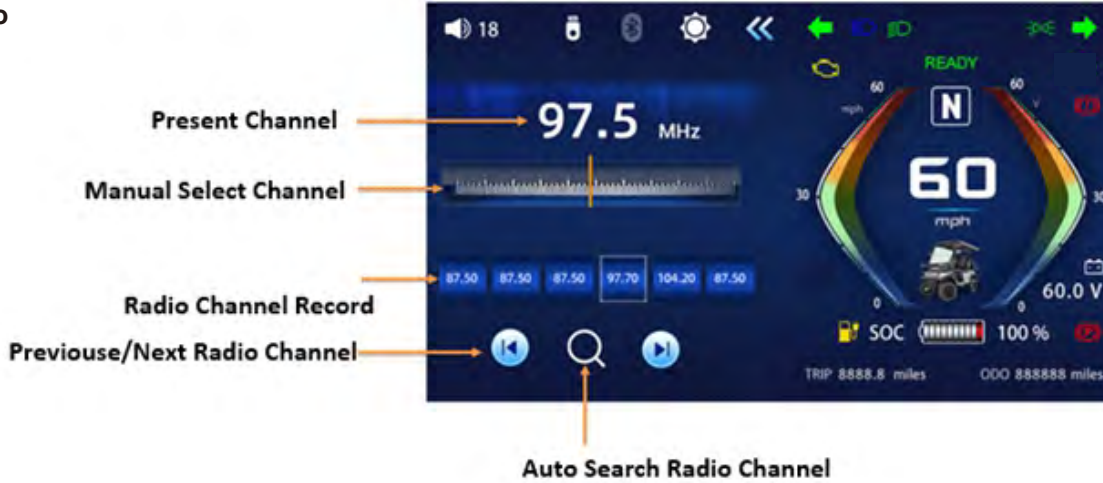 o
18
READY
60
60
mph
V
N
Present Channel
97.5 MHz
Manual Select Channel
60
30
30
mph
87.50 87.50 87.50 97.70 104.20 87.50
Radio Channel Record
60.0 V
0
0
SOC
100 %
Previouse/Next Radio Channel
TRIP 8888.8 miles
ODO 888888 miles
Auto Search Radio Channel